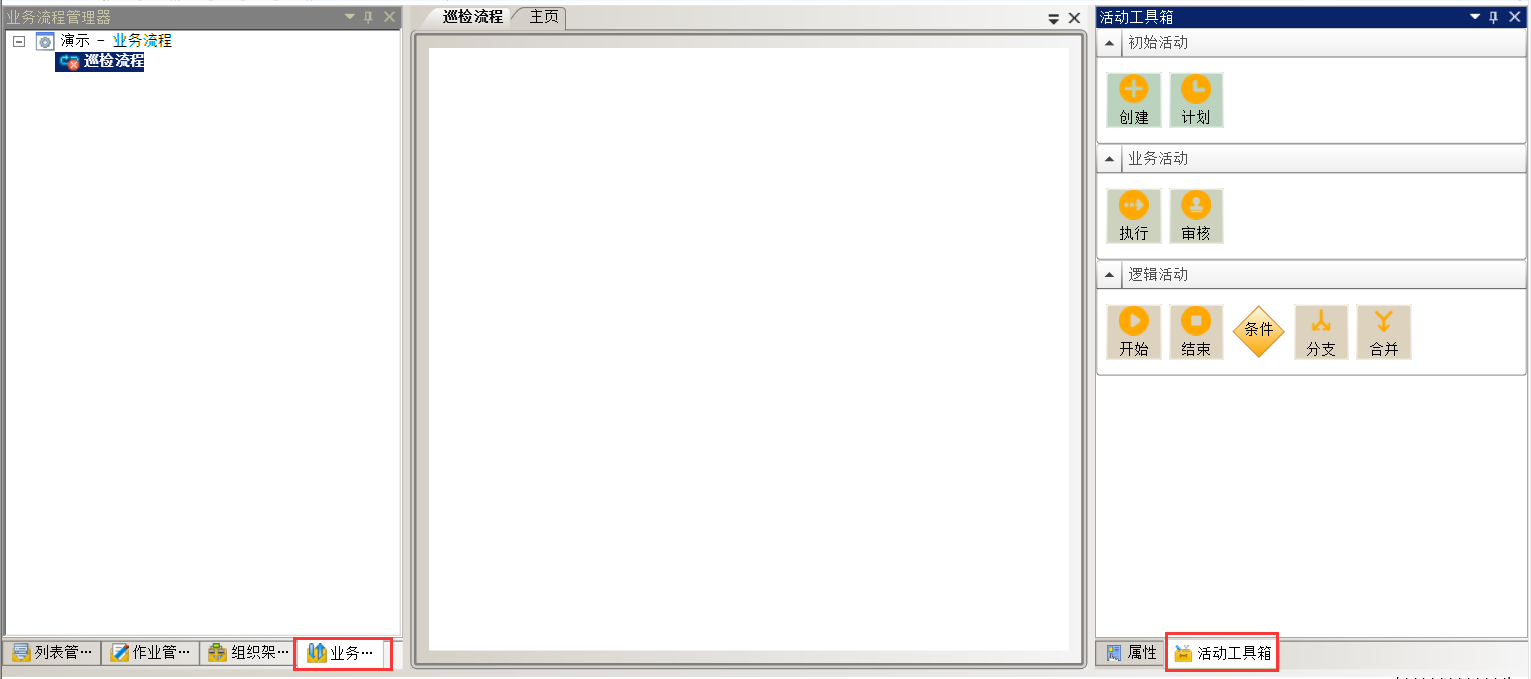 业务流程管理器
演示 - 业务流程
巡检流程
列表管… 作业管… 组织架… 业务…
巡检流程 主页
活动工具箱
初始活动
创建 计划
业务活动
执行 审核
逻辑活动
开始 结束 条件 分支 合并
属性 活动工具箱